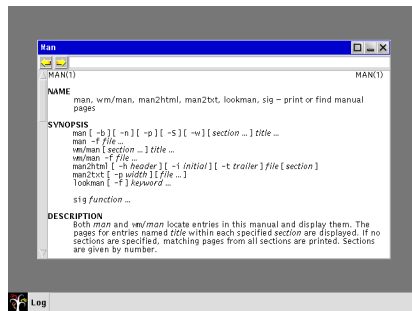 Man
MAN(1) MAN(1)
NAME
man, wm/man, man2html, man2txt, lookman, sig – print or find manual
pages
SYNOPSIS
man [ -b ] [ -n ] [ -p ] [ -S ] [ -w ] [ section ... ] title ...
man -f file ...
wm/man [ section ... ] title ...
wm/man -f file ...
man2html [ -h header ] [ -i initial ] [ -t trailer ] file [ section ]
man2txt [ -p width ] [ file ... ]
lookman [ -f ] keyword ...
sig function ...
DESCRIPTION
Both man and wm/man locate entries in this manual and display them. The
pages for entries named title within each specified section are displayed. If no
sections are specified, matching pages from all sections are printed. Sections
are given by number.
Log